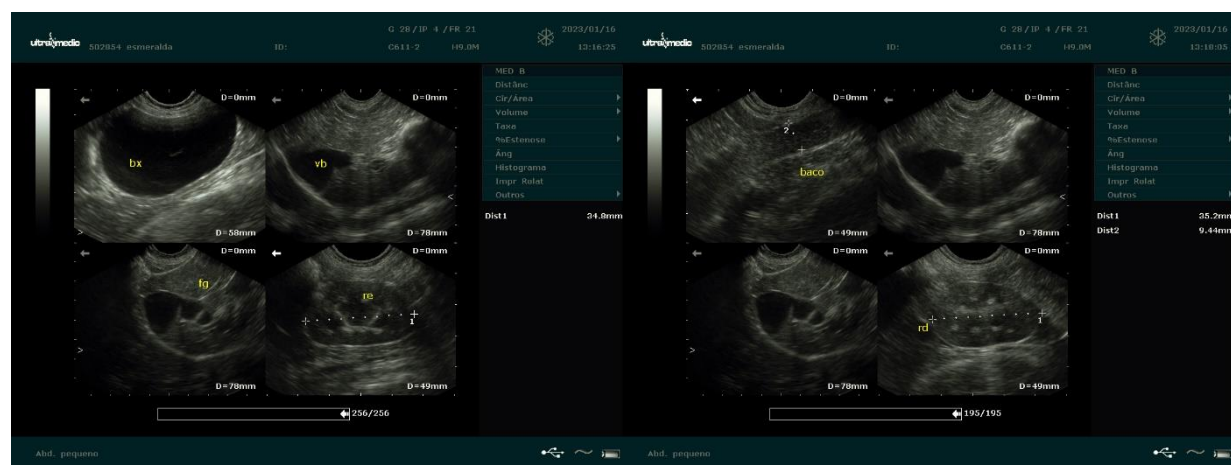 ultramedic 502854 esmeralda ID: G 28/IP 4 /FR 21 C611-2 H9.0M 2023/01/16 13:16:25
MED B
Distânc
Cir/Área
Volume
Taxa
%Estenose
Âng
Histograma
Impr Relat
Outros
Dist1 34.8mm
D=0mm D=0mm
bx vb
D=58mm D=78mm
D=0mm D=0mm
fg re
1
D=78mm D=49mm
256/256
Abd. pequeno
ultramedic 502854 esmeralda ID: G 28/IP 4 /FR 21 C611-2 H9.0M 2023/01/16
MED B
Distânc
Cir/Área
Volume
Taxa
%Estenose
Âng
Histograma
Impr Relat
Outros
Dist1 35.2mm
Dist2 9.44mm
D=0mm D=0mm
2
baco
D=49mm D=78mm
D=0mm D=0mm
rd 1
D=78mm D=49mm
195/195
Abd. pequeno